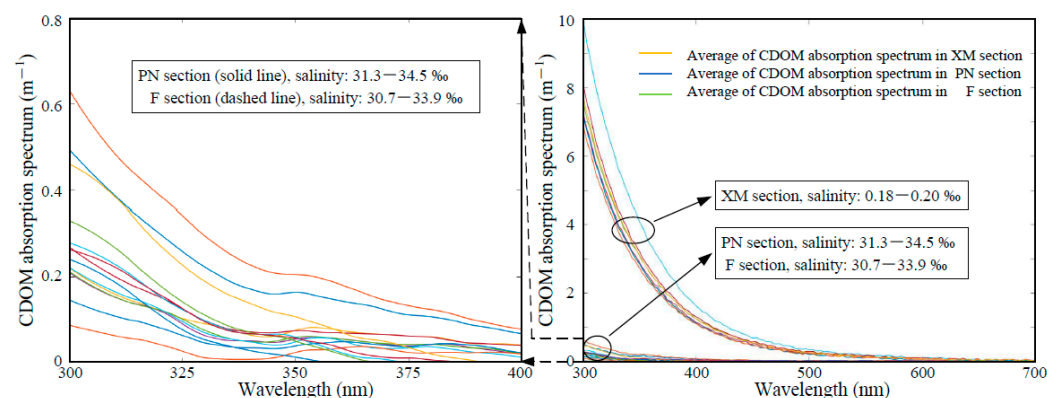 0.8
0.6
0.4
0.2
0
300
325
350
375
400
Wavelength (nm)
CDOM absorption spectrum (m−1)
PN section (solid line), salinity: 31.3−34.5 ‰
F section (dashed line), salinity: 30.7−33.9 ‰
10
8
6
4
2
0
300
400
500
600
700
Wavelength (nm)
CDOM absorption spectrum (m−1)
Average of CDOM absorption spectrum in XM section
Average of CDOM absorption spectrum in PN section
Average of CDOM absorption spectrum in F section
XM section, salinity: 0.18−0.20 ‰
PN section, salinity: 31.3−34.5 ‰
F section, salinity: 30.7−33.9 ‰